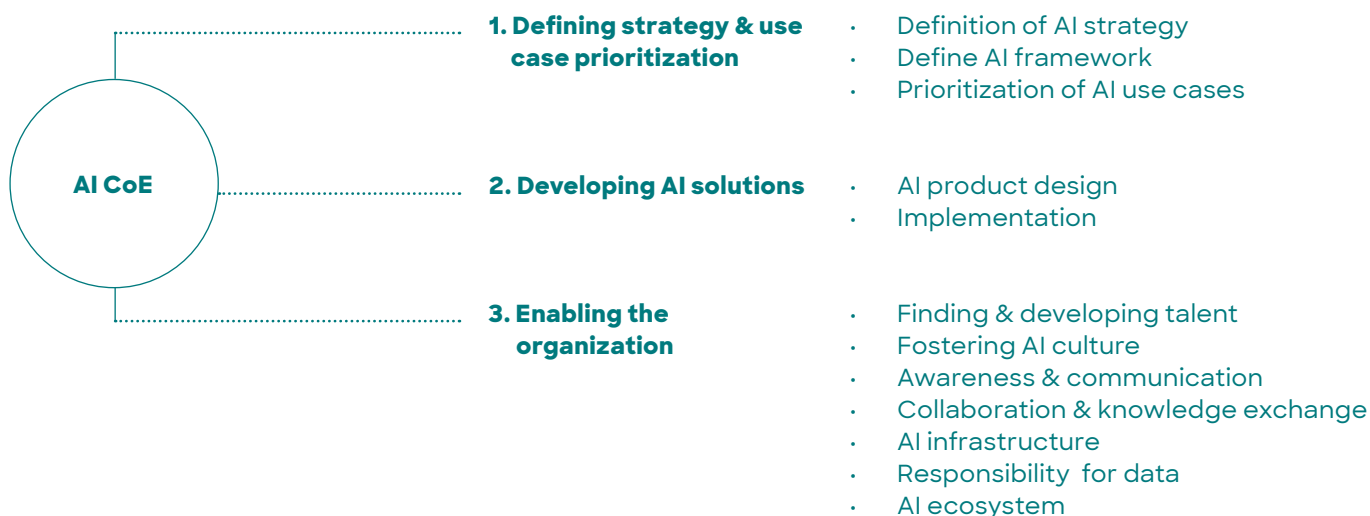 AI CoE
1. Defining strategy & use
case prioritization
• Definition of AI strategy
• Define AI framework
• Prioritization of AI use cases
2. Developing AI solutions
• AI product design
• Implementation
3. Enabling the
organization
• Finding & developing talent
• Fostering AI culture
• Awareness & communication
• Collaboration & knowledge exchange
• AI infrastructure
• Responsibility for data
• AI ecosystem